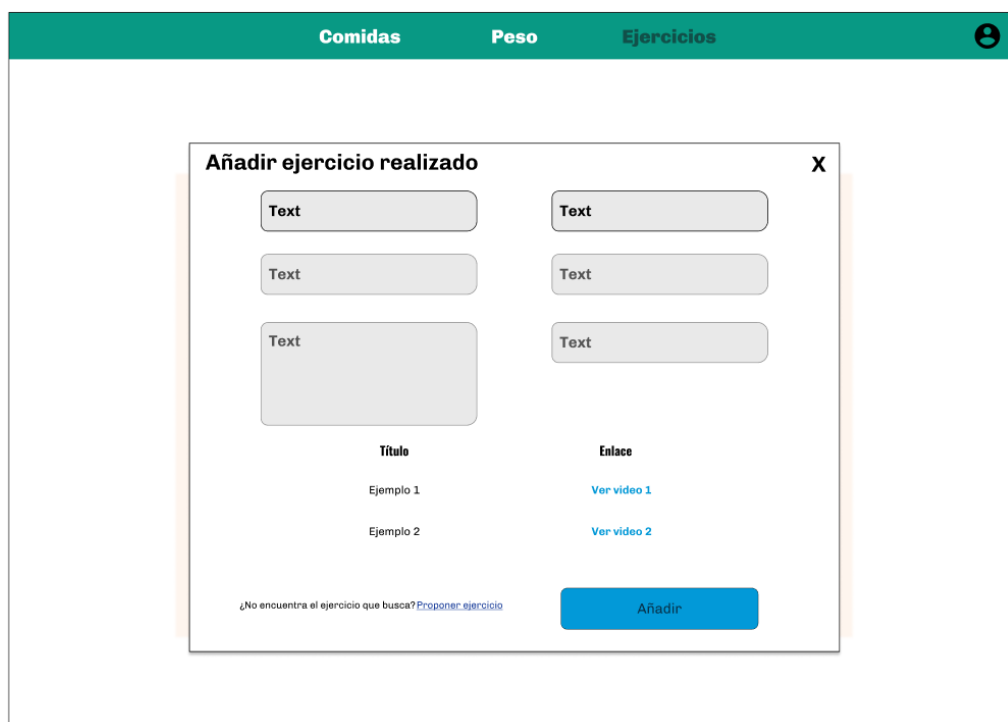 Comidas Peso Ejercicios
Añadir ejercicio realizado X
Text Text
Text Text
Text Text
Título Enlace
Ejemplo 1 Ver video 1
Ejemplo 2 Ver video 2
¿No encuentra el ejercicio que busca? Proponer ejercicio Añadir